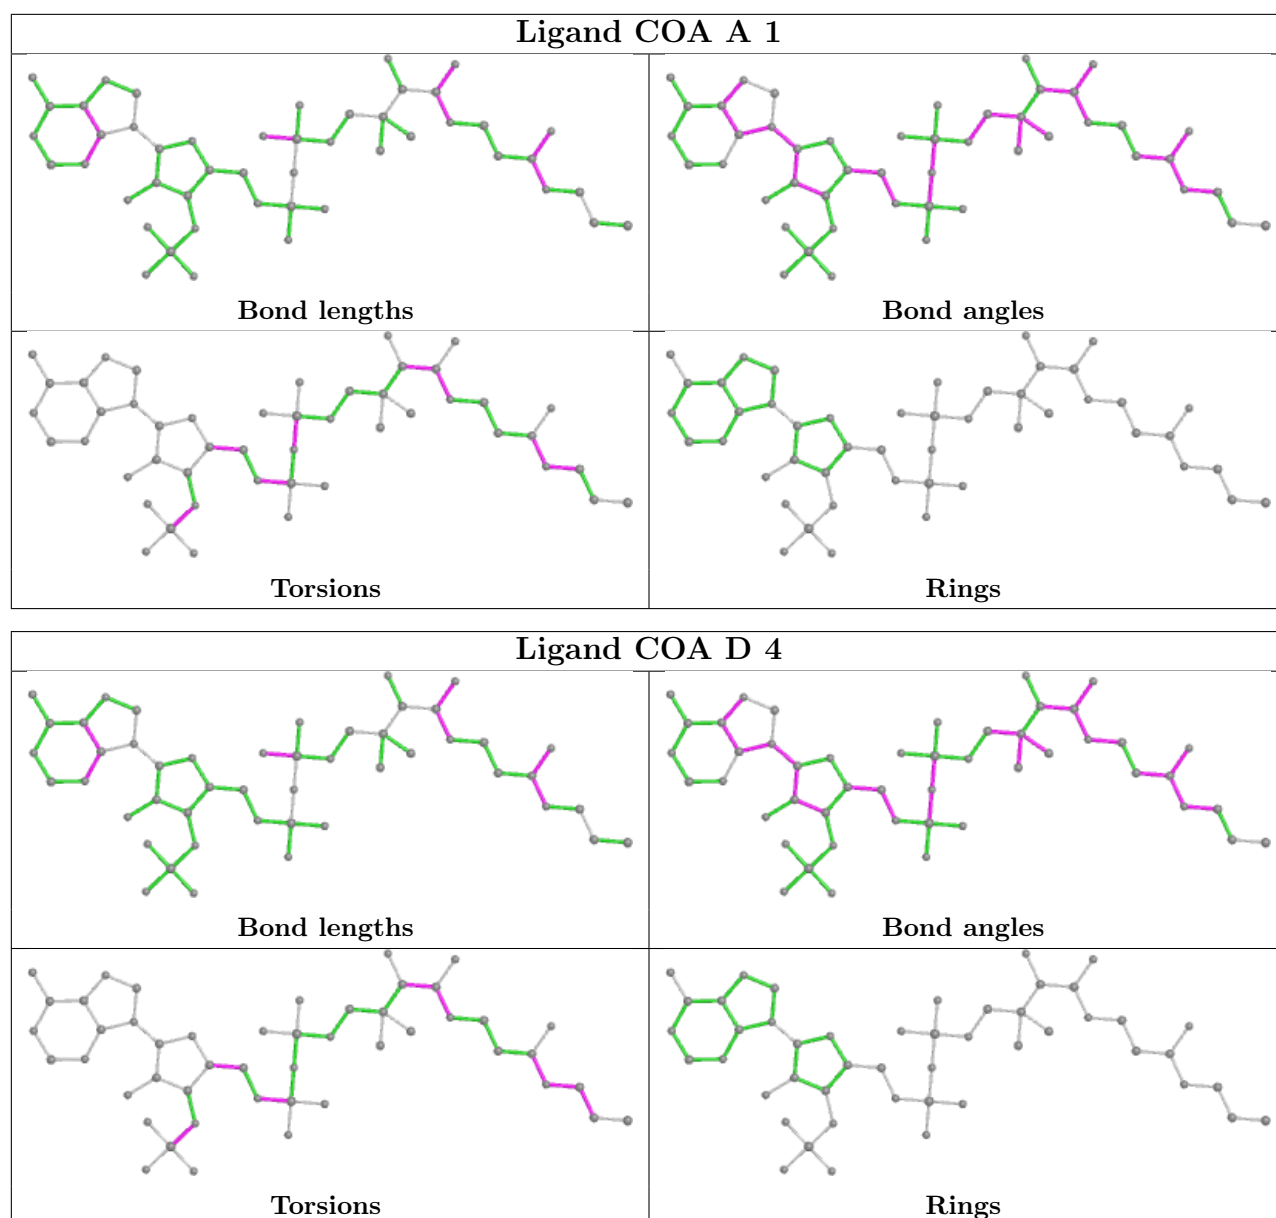 Ligand COA A 1
Bond lengths
Bond angles
Torsions
Rings
Ligand COA D 4
Bond lengths
Bond angles
Torsions
Rings